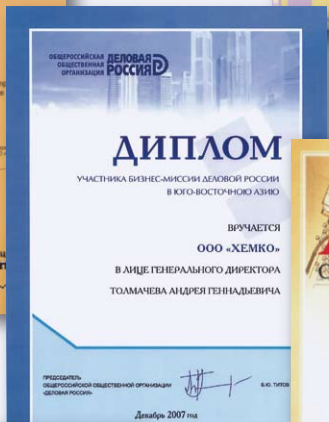 ОБЩЕРОССИЙСКАЯ
ОБЩЕСТВЕННАЯ
ОРГАНИЗАЦИЯ
ДЕЛОВАЯ
РОССИЯ
ДИПЛОМ
УЧАСТНИКА БИЗНЕС-МИССИИ ДЕЛОВОЙ РОССИИ
В ЮГО-ВОСТОЧНОЮ АЗИЮ
ВРУЧАЕТСЯ
ООО «ХЕМКО»
В ЛИЦЕ ГЕНЕРАЛЬНОГО ДИРЕКТОРА
ТОЛМАЧЕВА АНДРЕЯ ГЕННАДЬЕВИЧА
ПРЕДСЕДАТЕЛЬ
ОБЩЕРОССИЙСКОЙ ОБЩЕСТВЕННОЙ ОРГАНИЗАЦИИ
«ДЕЛОВАЯ РОССИЯ»
Б.Ю. ТИТОВ
Декабрь 2007 год